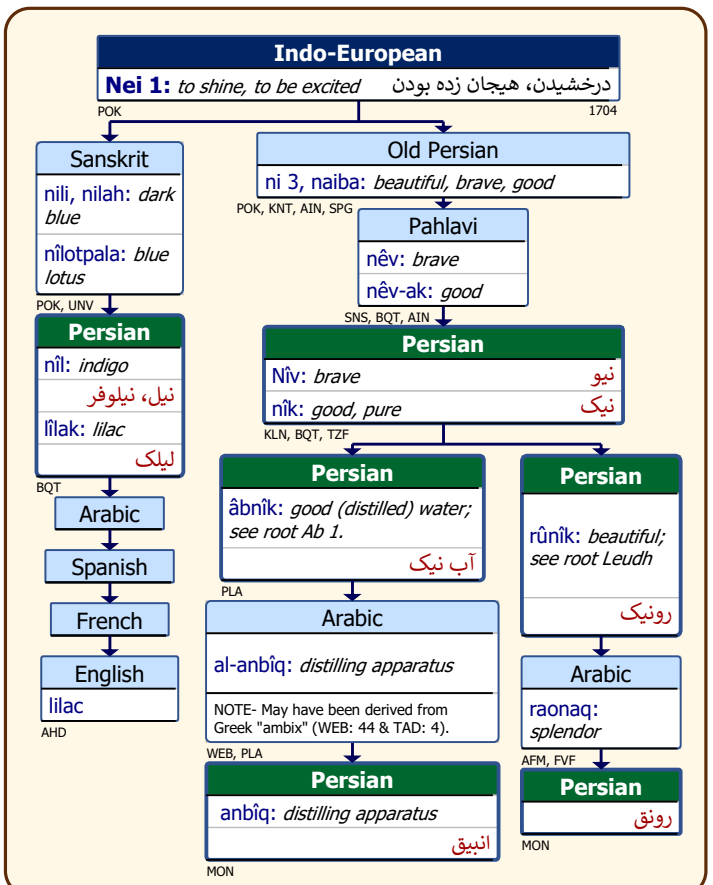 Indo-European
Nei 1: to shine, to be excited درخشیدن، هیجان زده بودن
POK 1704
Sanskrit
nili, nilah: dark
blue
nîlotpala: blue
lotus
POK, UNV
Persian
nîl: indigo
نیل، نیلوفر
lîlak: lilac
لیلک
BQT
Arabic
Spanish
French
English
lilac
AHD
Old Persian
ni 3, naiba: beautiful, brave, good
POK, KNT, AIN, SPG
Pahlavi
nêv: brave
nêv-ak: good
SNS, BQT, AIN
Persian
Nîv: brave نیو
nîk: good, pure نیک
KLN, BQT, TZF
Persian
âbnîk: good (distilled) water;
see root Ab 1.
آب نیک
PLA
Arabic
al-anbîq: distilling apparatus
NOTE- May have been derived from
Greek "ambix" (WEB: 44 & TAD: 4).
WEB, PLA
Persian
anbîq: distilling apparatus
انبیق
MON
Persian
rûnîk: beautiful;
see root Leudh
رونیک
Arabic
raonaq:
splendor
AFM, FVF
Persian
رونق
MON